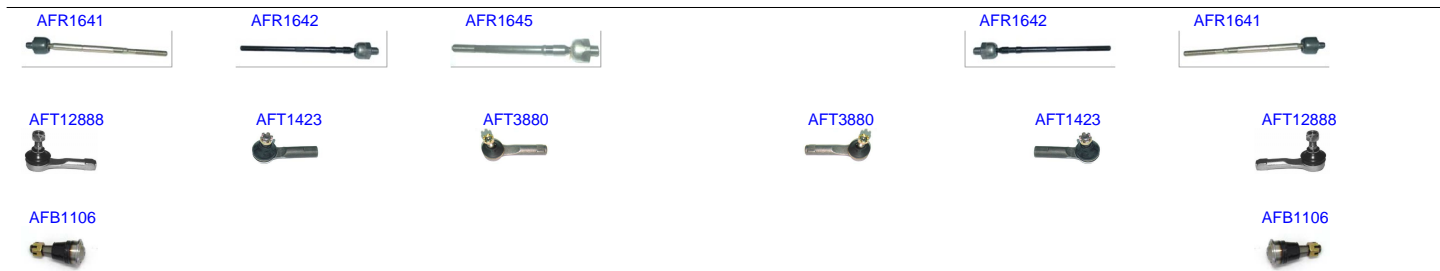 AFR1641 AFR1642 AFR1645 AFR1642 AFR1641
AFT12888 AFT1423 AFT3880 AFT3880 AFT1423 AFT12888
AFB1106 AFB1106